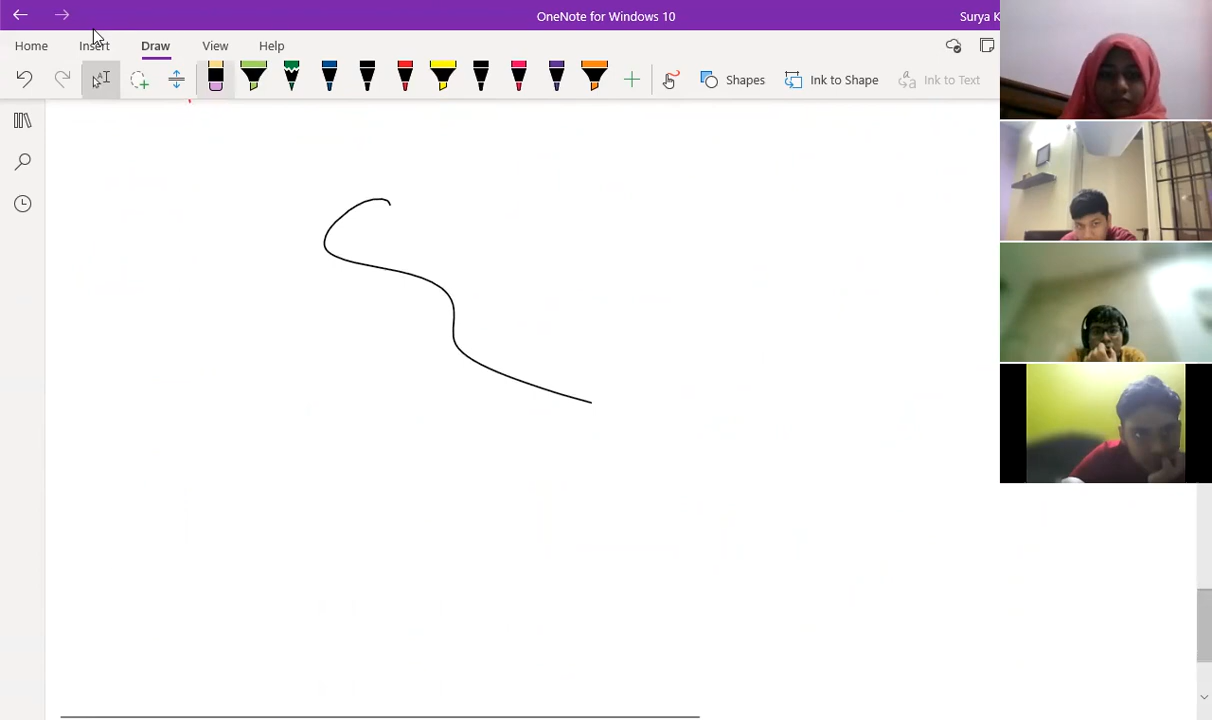 OneNote for Windows 10
Surya K
Home
Insert
Draw
View
Help
Shapes
Ink to Shape
Ink to Text